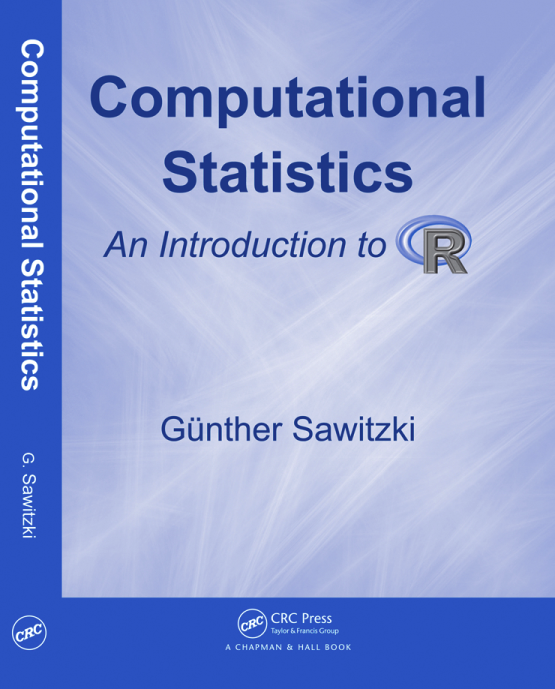 Computational Statistics
G. Sawitzki
CRC
Computational
Statistics
An Introduction to R
Günther Sawitzki
CRC
CRC Press
Taylor & Francis Group
A CHAPMAN & HALL BOOK